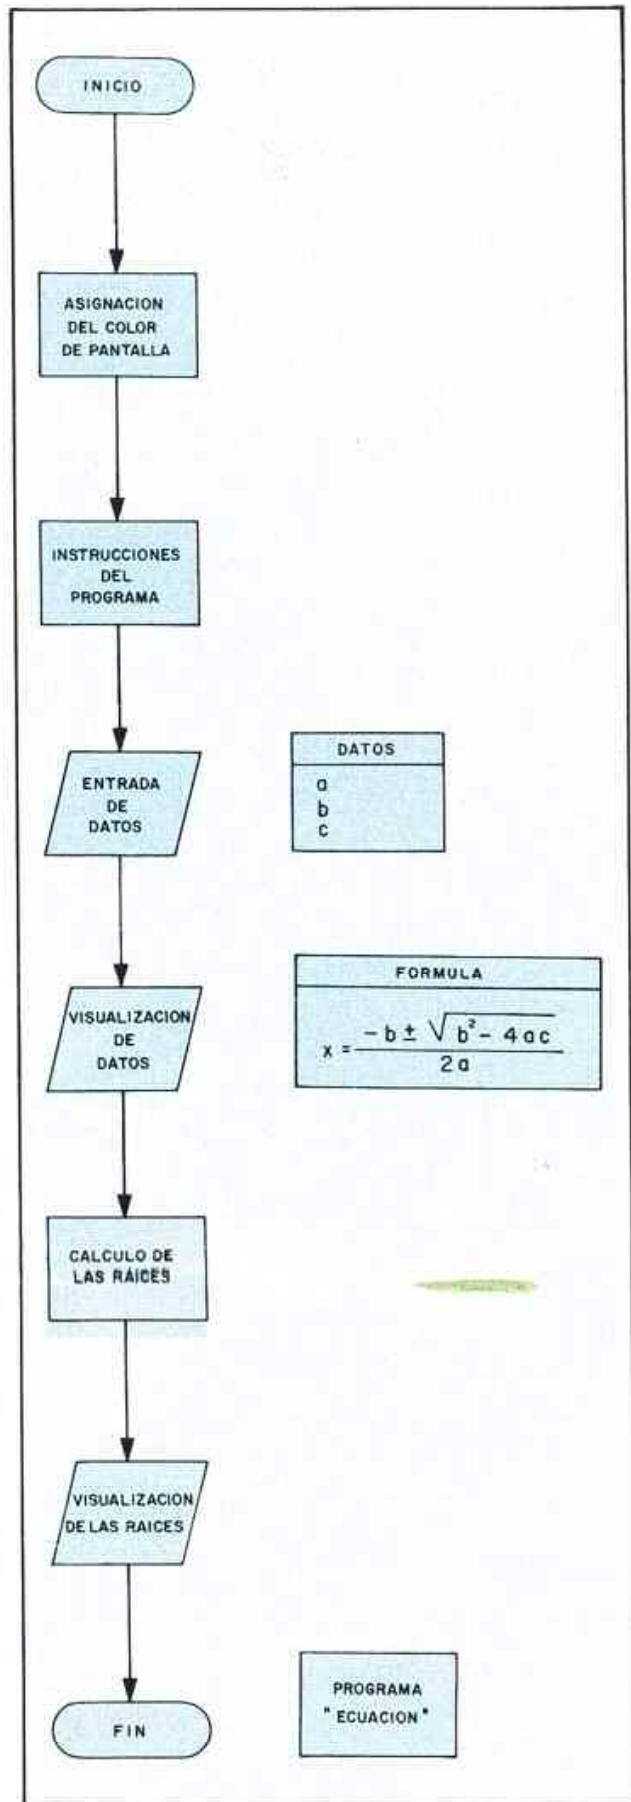 INICIO
ASIGNACION
DEL COLOR
DE PANTALLA
INSTRUCCIONES
DEL
PROGRAMA
ENTRADA
DE
DATOS
DATOS
a
b
c
VISUALIZACION
DE
DATOS
FORMULA
x = (-b ± √(b² - 4ac)) / 2a
CALCULO DE
LAS RÁICES
VISUALIZACION
DE LAS RAICES
FIN
PROGRAMA
"ECUACION"